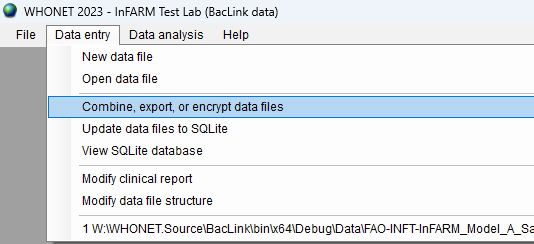 WHONET 2023 - InFARM Test Lab (BacLink data)
File Data entry Data analysis Help
New data file
Open data file
Combine, export, or encrypt data files
Update data files to SQLite
View SQLite database
Modify clinical report
Modify data file structure
1 W:\WHONET.Source\BacLink\bin\x64\Debug\Data\FAO-INFT-InFARM_Model_A_Sa